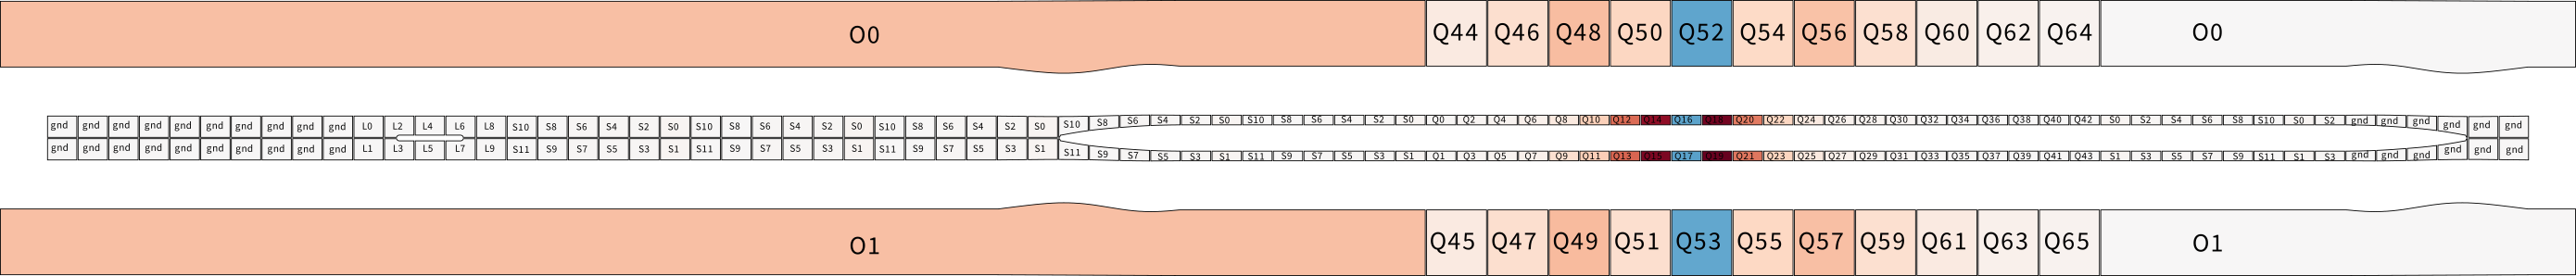 O0 Q44 Q46 Q48 Q50 Q52 Q54 Q56 Q58 Q60 Q62 Q64 O0
gnd gnd gnd gnd gnd gnd gnd gnd gnd gnd L0 L2 L4 L6 L8 S10 S8 S6 S4 S2 S0 S10 S8 S6 S4 S2 S0 S10 S8 S6 S4 S2 S0 S10 S8 S6 S4 S2 S0 S10 S8 S6 S4 S2 S0 Q0 Q2 Q4 Q6 Q8 Q10 Q12 Q14 Q16 Q18 Q20 Q22 Q24 Q26 Q28 Q30 Q32 Q34 Q36 Q38 Q40 Q42 S0 S2 S4 S6 S8 S10 S0 S2 gnd gnd gnd gnd gnd gnd
gnd gnd gnd gnd gnd gnd gnd gnd gnd gnd L1 L3 L5 L7 L9 S11 S9 S7 S5 S3 S1 S11 S9 S7 S5 S3 S1 S11 S9 S7 S5 S3 S1 S11 S9 S7 S5 S3 S1 S11 S9 S7 S5 S3 S1 Q1 Q3 Q5 Q7 Q9 Q11 Q13 Q15 Q17 Q19 Q21 Q23 Q25 Q27 Q29 Q31 Q33 Q35 Q37 Q39 Q41 Q43 S1 S3 S5 S7 S9 S11 S1 S3 gnd gnd gnd gnd gnd gnd
O1 Q45 Q47 Q49 Q51 Q53 Q55 Q57 Q59 Q61 Q63 Q65 O1